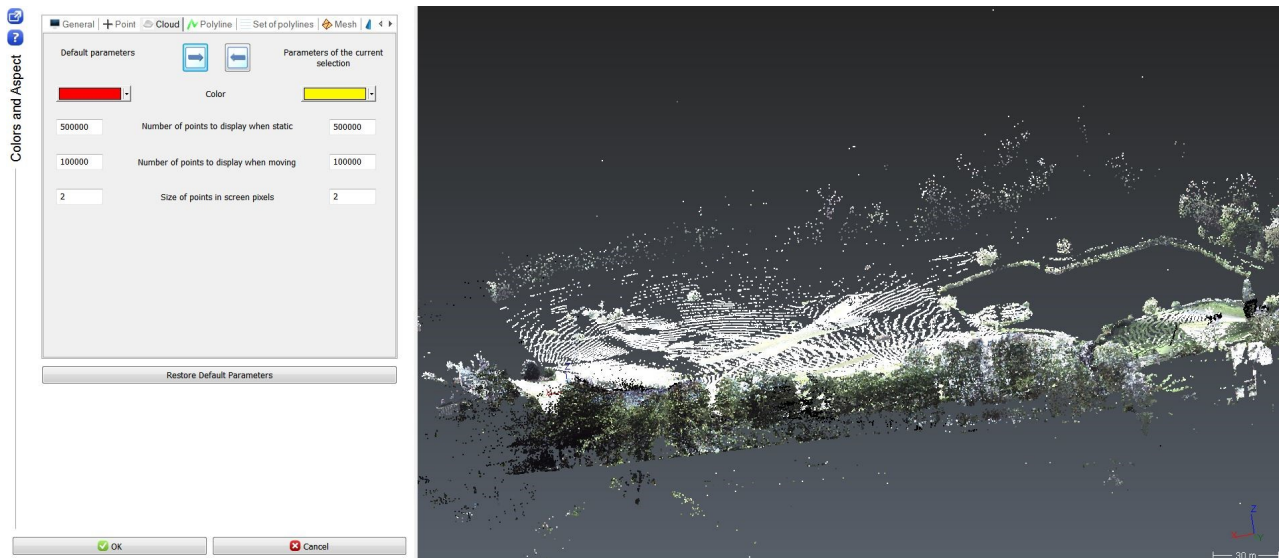 Colors and Aspect
General Point Cloud Polyline Set of polylines Mesh
Default parameters
Parameters of the current
selection
Color
500000 Number of points to display when static 500000
100000 Number of points to display when moving 100000
2 Size of points in screen pixels 2
Restore Default Parameters
OK Cancel
Z
X Y
30 m